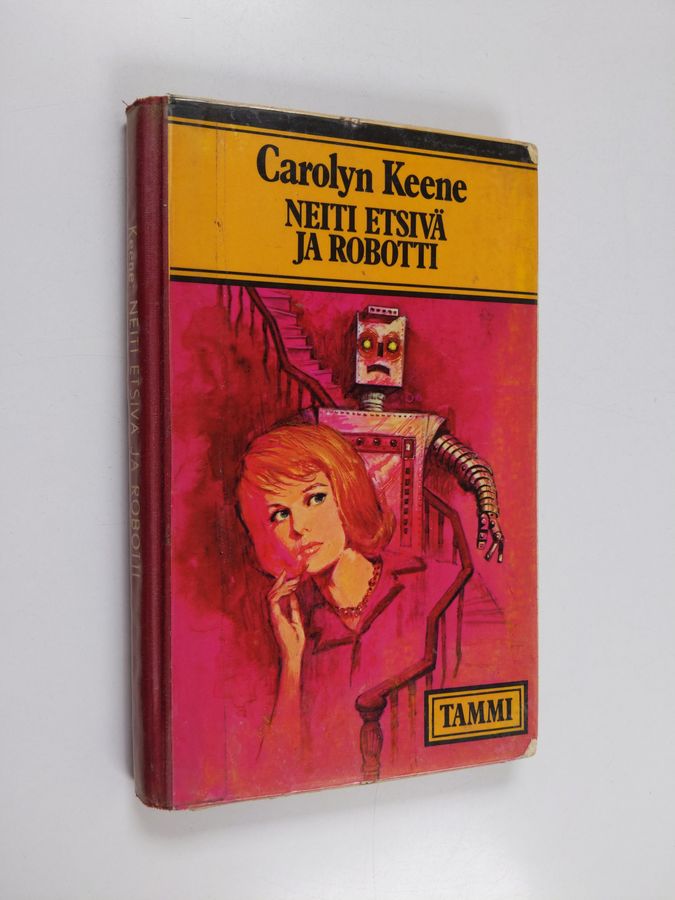 Carolyn Keene
NEITI ETSIVÄ
JA ROBOTTI
TAMMI
Keene NEITI ETSIVÄ JA ROBOTTI